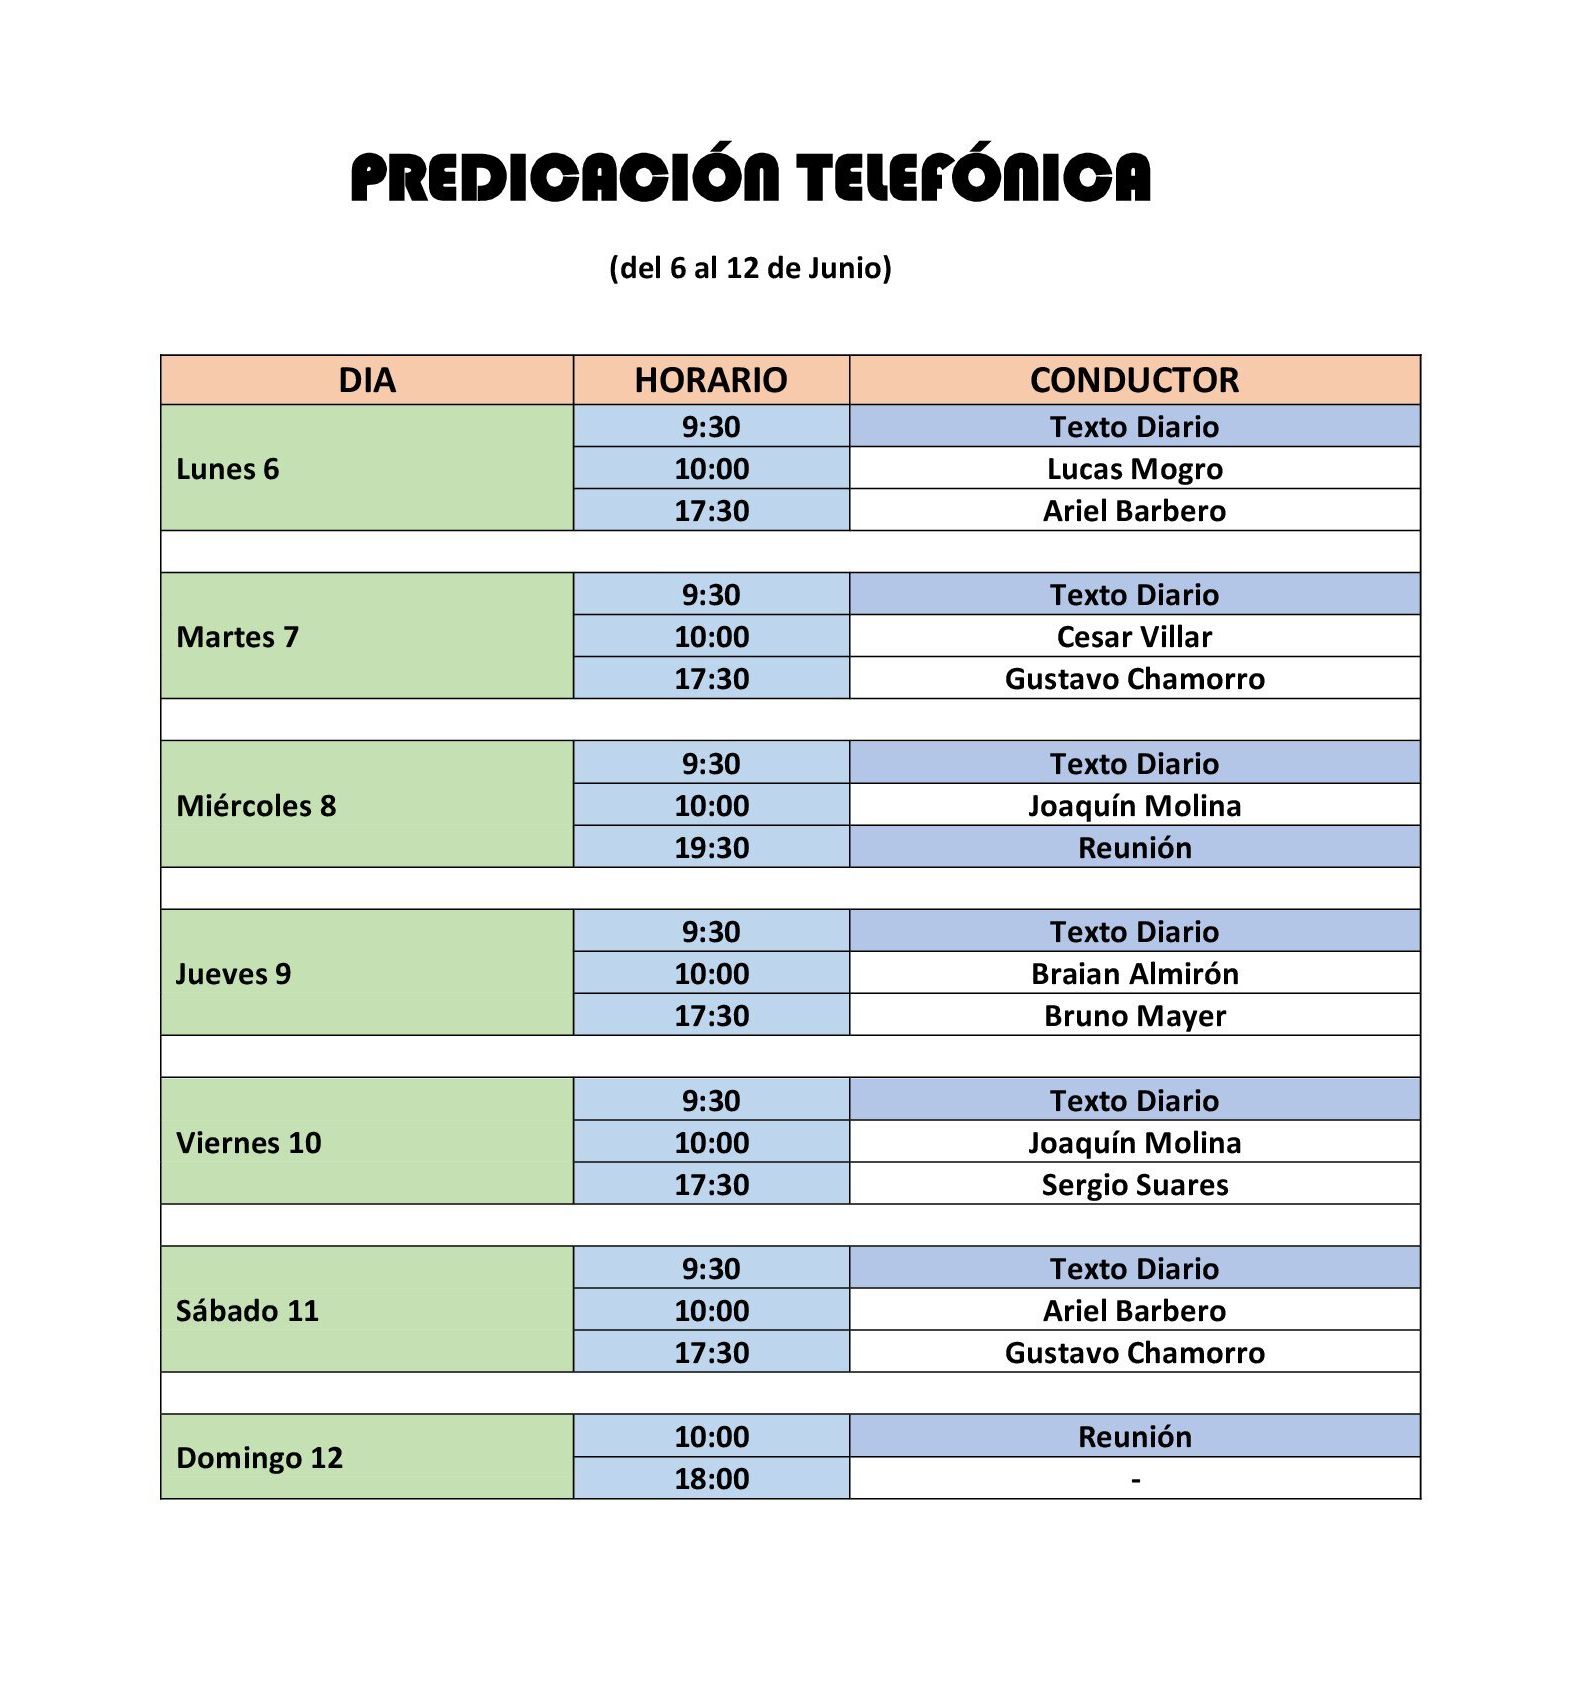 PREDICACIÓN TELEFÓNICA
(del 6 al 12 de Junio)
DIA HORARIO CONDUCTOR
Lunes 6
9:30 Texto Diario
10:00 Lucas Mogro
17:30 Ariel Barbero
Martes 7
9:30 Texto Diario
10:00 Cesar Villar
17:30 Gustavo Chamorro
Miércoles 8
9:30 Texto Diario
10:00 Joaquín Molina
19:30 Reunión
Jueves 9
9:30 Texto Diario
10:00 Braian Almirón
17:30 Bruno Mayer
Viernes 10
9:30 Texto Diario
10:00 Joaquín Molina
17:30 Sergio Suares
Sábado 11
9:30 Texto Diario
10:00 Ariel Barbero
17:30 Gustavo Chamorro
Domingo 12
10:00 Reunión
18:00 -